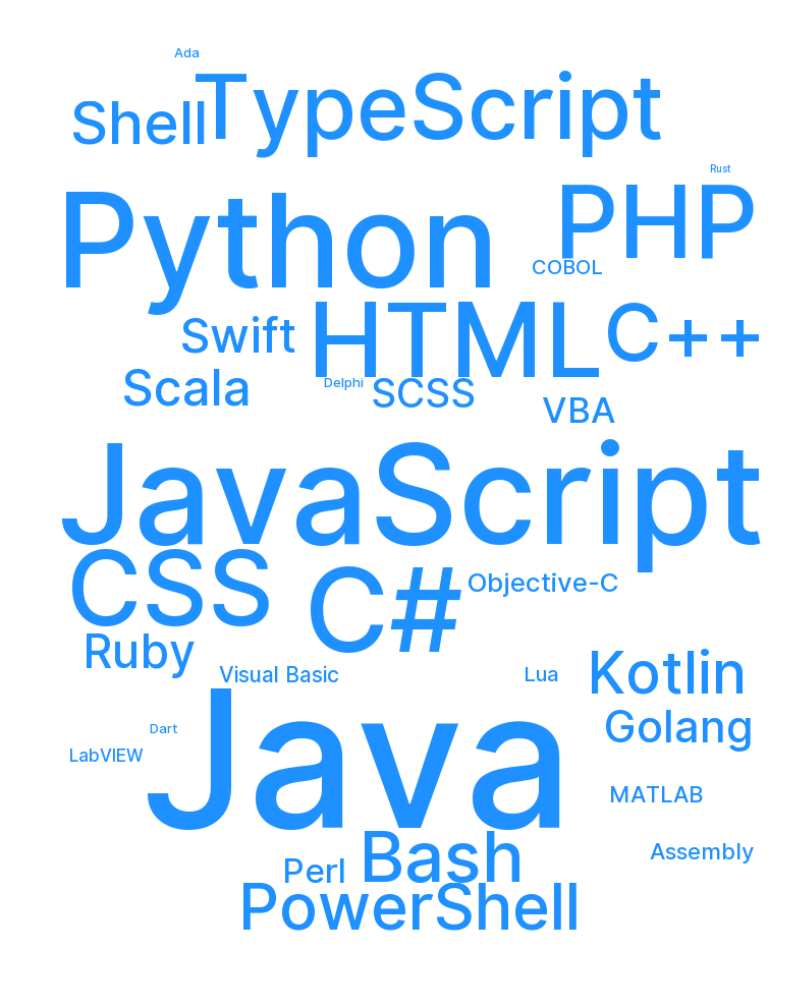 Ada
TypeScript
Shell
Rust
Python
PHP
COBOL
Swift
HTML
C++
Scala
Delphi
SCSS
VBA
JavaScript
CSS
C#
Objective-C
Ruby
Visual Basic
Lua
Kotlin
Golang
Dart
LabVIEW
Java
MATLAB
Assembly
Perl
Bash
PowerShell